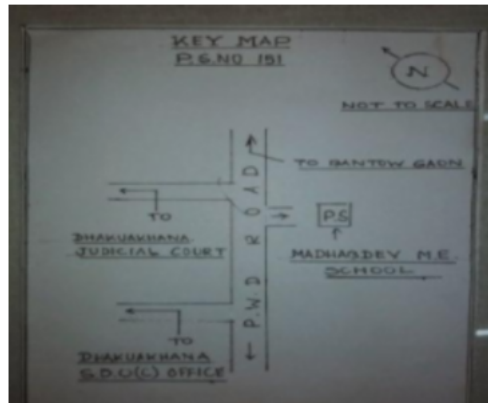 KEY MAP
P.S.NO 151
N
NOT TO SCALE
TO BANTOW GAON
P.W.D ROAD
TO
DHAKUAKHANA
JUDICIAL COURT
P.S
MADHABDEV M.E.
SCHOOL
TO
DHAKUAKHANA
S.D.O(C) OFFICE